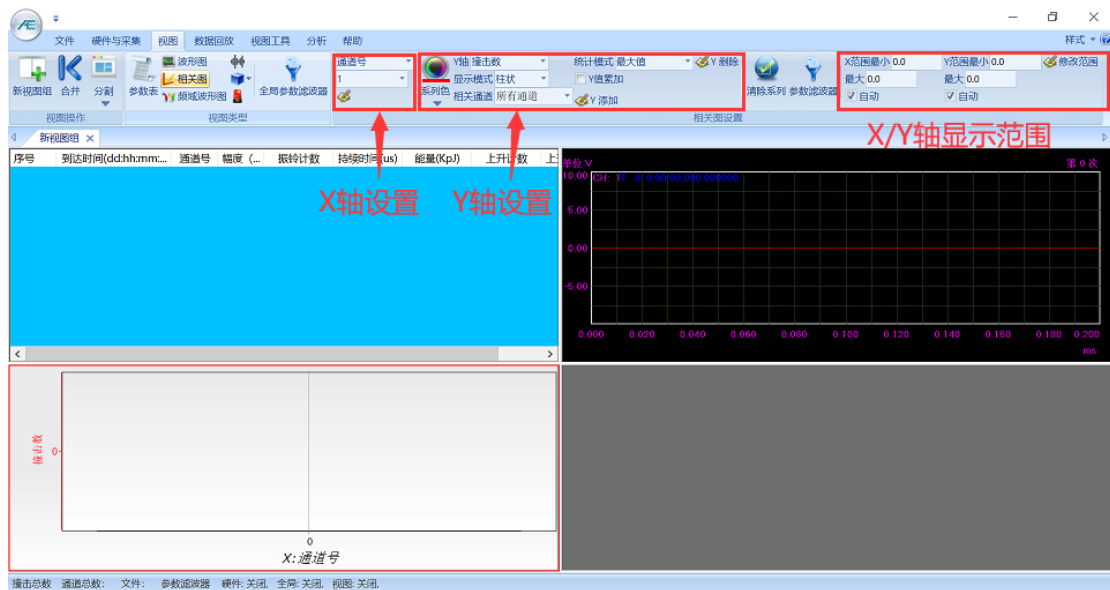 文件 硬件与采集 视图 数据回放 视图工具 分析 帮助 样式
新视图组 合并 分割 参数表 波形图 相关图 频域波形图 全局参数滤波器
通道号
1
系列色 Y轴 撞击数 统计模式 最大值 Y 删除
显示模式 柱状 Y值累加
相关通道 所有通道 Y 添加
清除系列 参数滤波器
X范围最小 0.0 Y范围最小 0.0 修改范围
最大 0.0 最大 0.0
自动 自动
视图操作 视图类型 相关图设置
X/Y轴显示范围
新视图组
序号 到达时间(dd:hh:mm:... 通道号 幅度 (... 振铃计数 持续时间(us) 能量(KpJ) 上升计数 上
X轴设置 Y轴设置
单位 V 第 0 次
10.00
5.00
0.00
-5.00
0.000 0.020 0.040 0.060 0.080 0.100 0.120 0.140 0.160 0.180 0.200
ms
撞击数
0
0
X:通道号
撞击总数 通道总数: 文件: 参数滤波器 硬件:关闭, 全局:关闭, 视图:关闭,